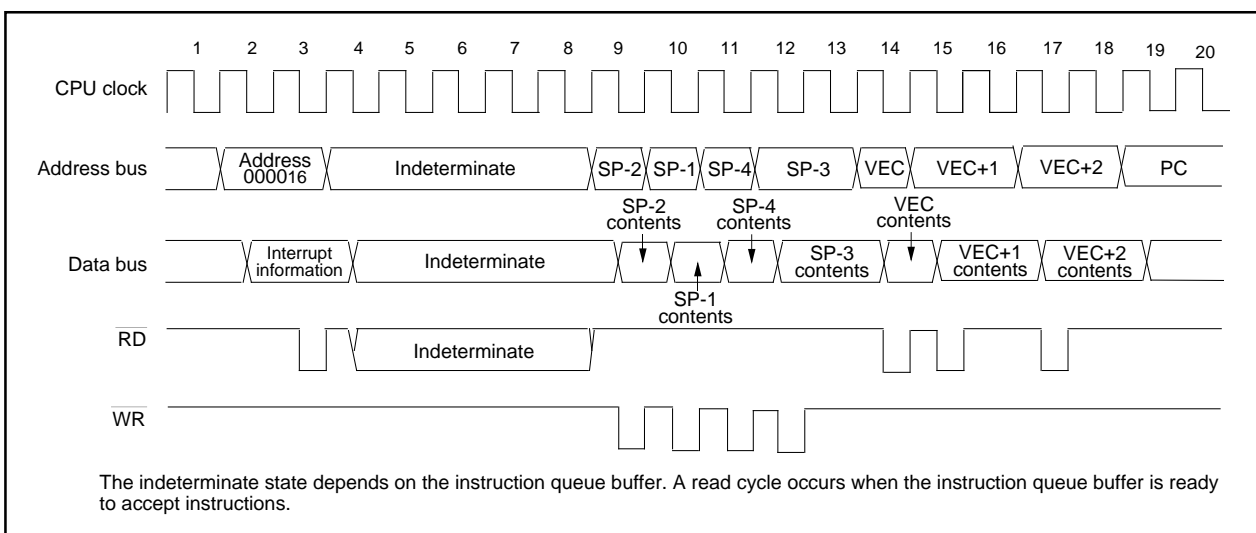 1 2 3 4 5 6 7 8 9 10 11 12 13 14 15 16 17 18 19 20
CPU clock
Address bus
Address
000016
Indeterminate
SP-2
SP-1
SP-4
SP-3
VEC
VEC+1
VEC+2
PC
SP-2
contents
SP-4
contents
VEC
contents
Data bus
Interrupt
information
Indeterminate
SP-3
contents
VEC+1
contents
VEC+2
contents
SP-1
contents
RD
Indeterminate
WR
The indeterminate state depends on the instruction queue buffer. A read cycle occurs when the instruction queue buffer is ready
to accept instructions.